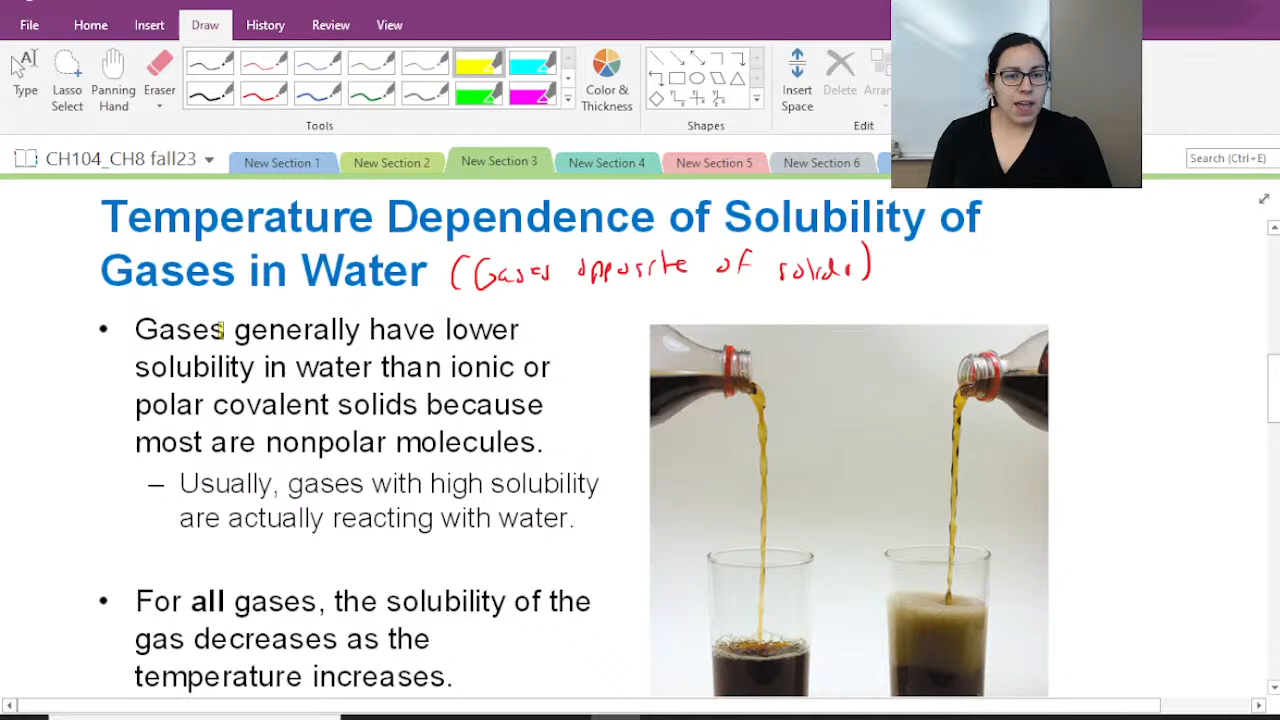 File Home Insert Draw History Review View
Type
Lasso Select
Panning Hand
Eraser
Color & Thickness
Insert Space
Delete
Tools
Shapes
Edit
CH104_CH8 fall23
New Section 1
New Section 2
New Section 3
New Section 4
New Section 5
New Section 6
Search (Ctrl+E)
Temperature Dependence of Solubility of
Gases in Water (Gases opposite of solids)
• Gases generally have lower
solubility in water than ionic or
polar covalent solids because
most are nonpolar molecules.
– Usually, gases with high solubility
are actually reacting with water.
• For all gases, the solubility of the
gas decreases as the
temperature increases.